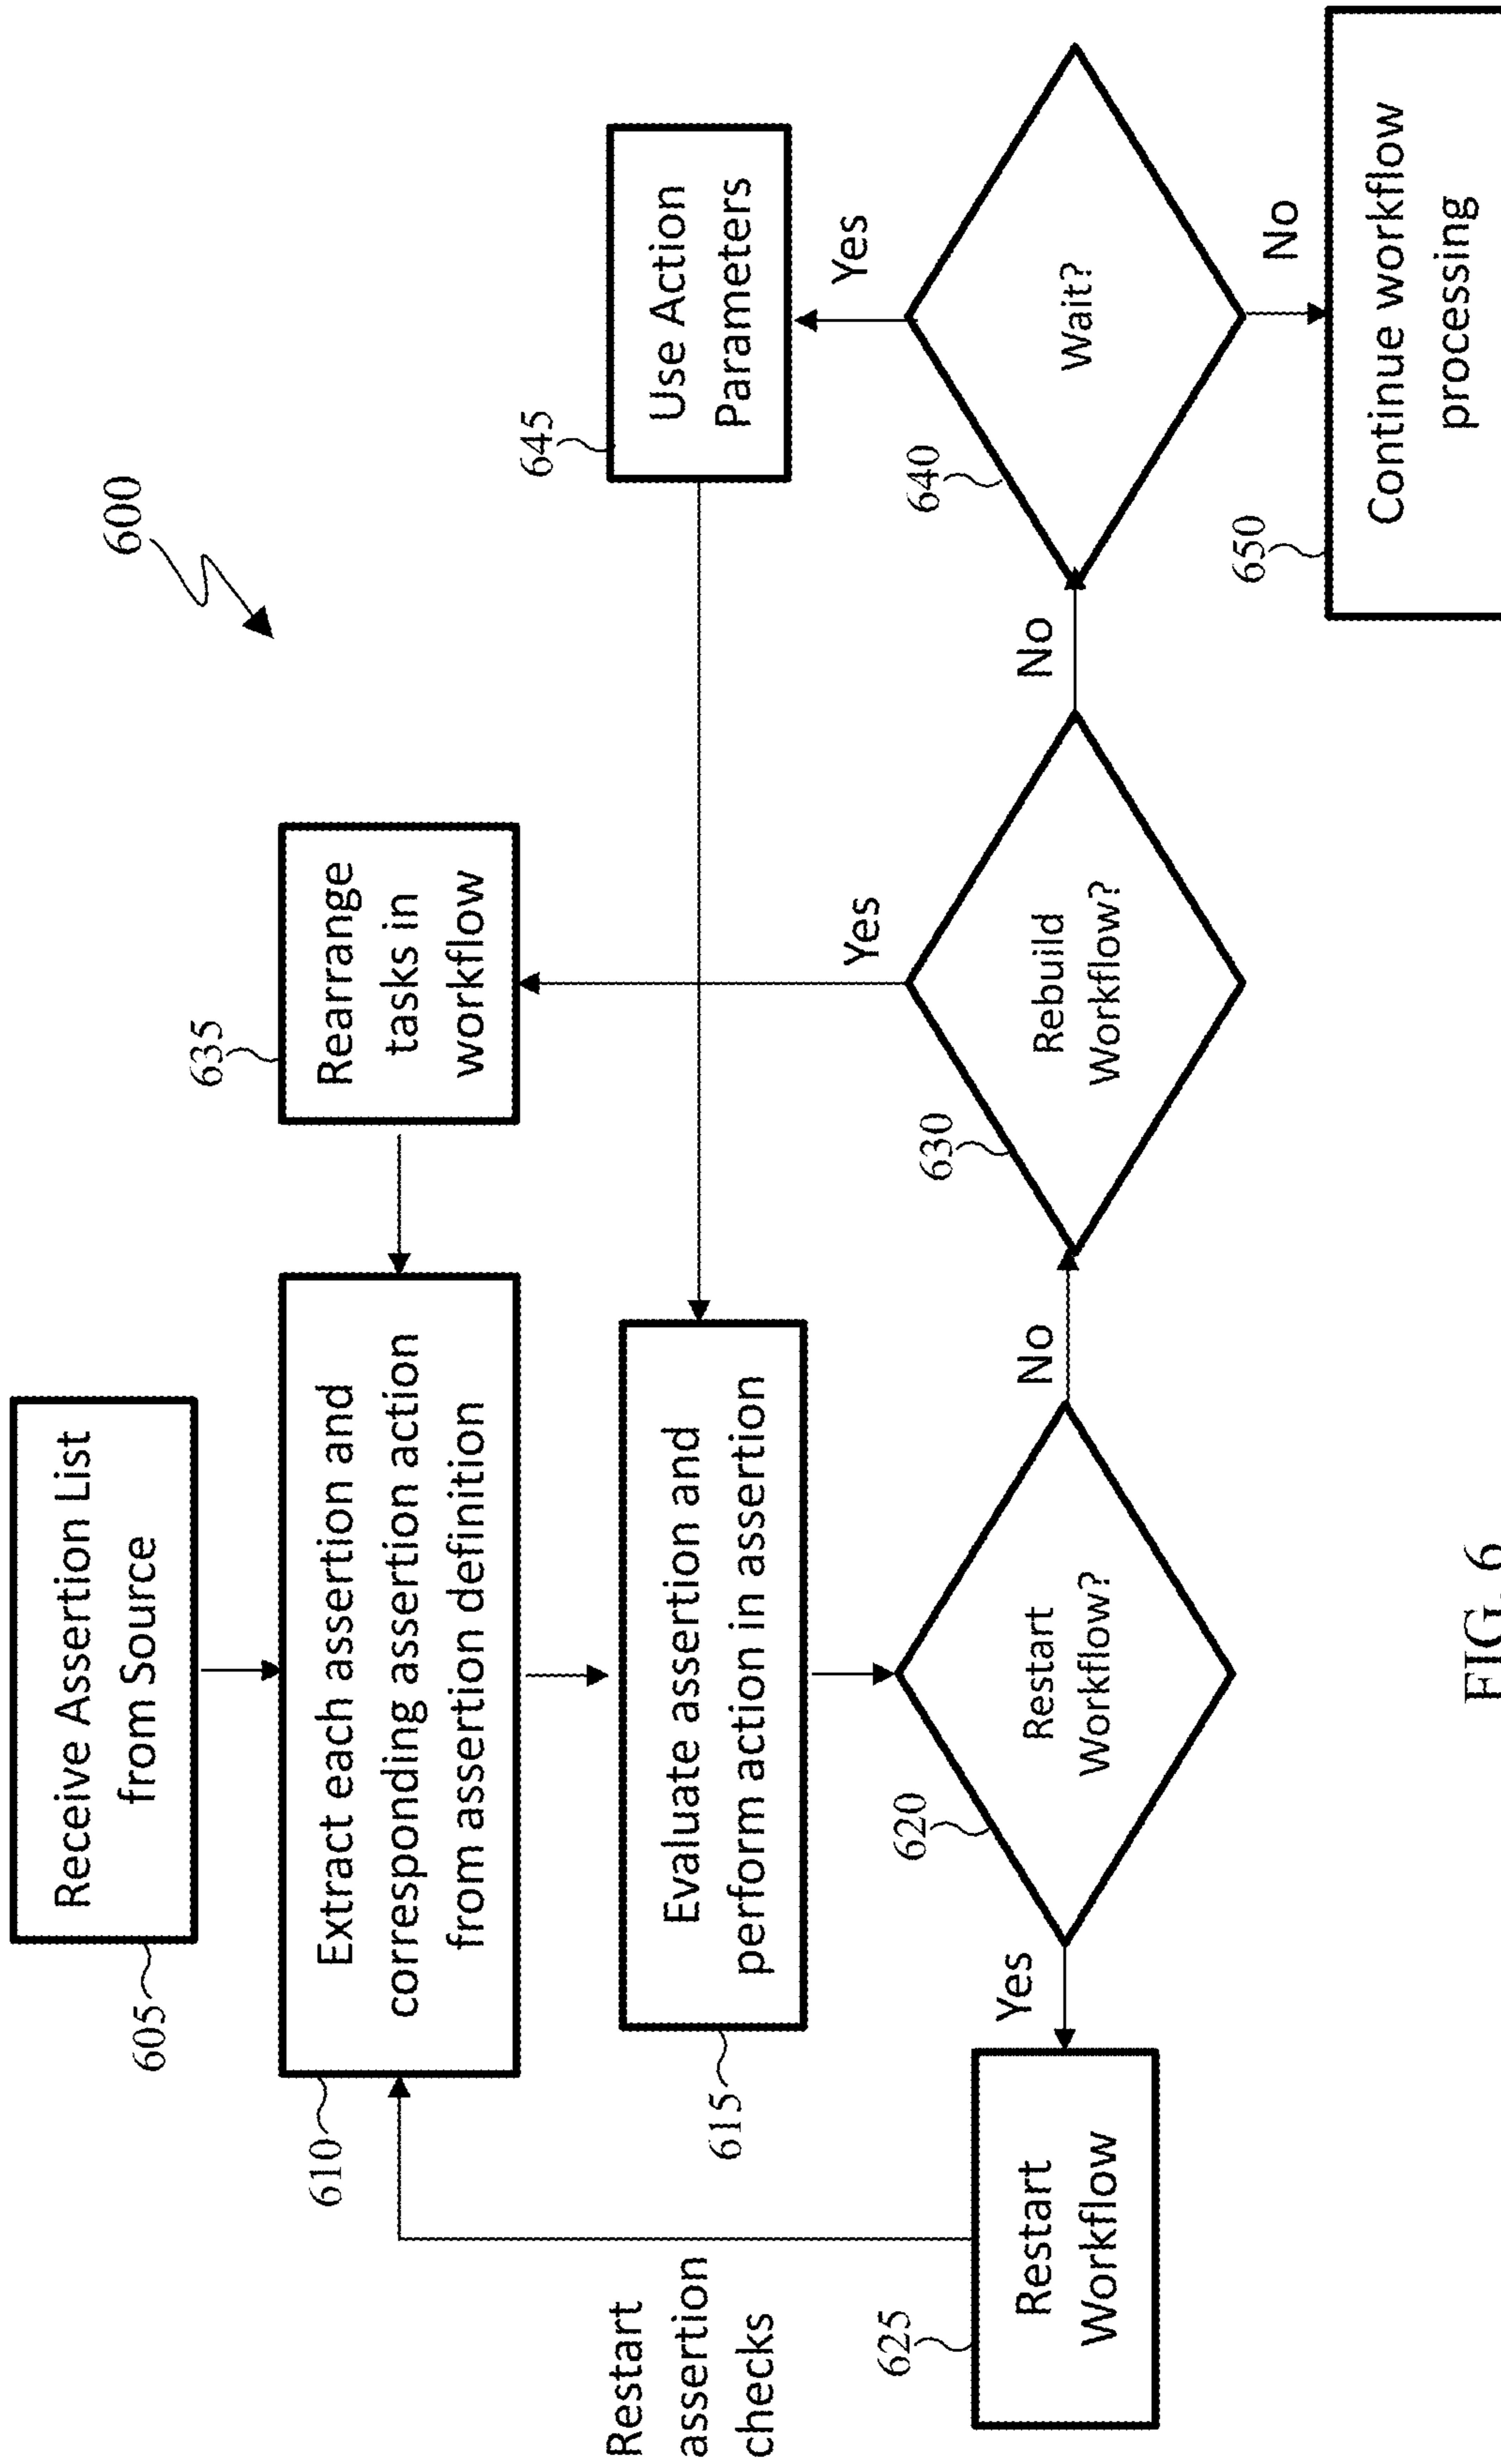 600
Receive Assertion List
from Source
605
Extract each assertion and
corresponding assertion action
from assertion definition
610
Rearrange
tasks in
workflow
635
Evaluate assertion and
perform action in assertion
615
Use Action
Parameters
645
Restart
assertion
checks
Restart
Workflow
625
Yes
Restart
Workflow?
620
No
Rebuild
Workflow?
630
Yes
No
Wait?
640
Yes
No
Continue workflow
processing
650
FIG. 6